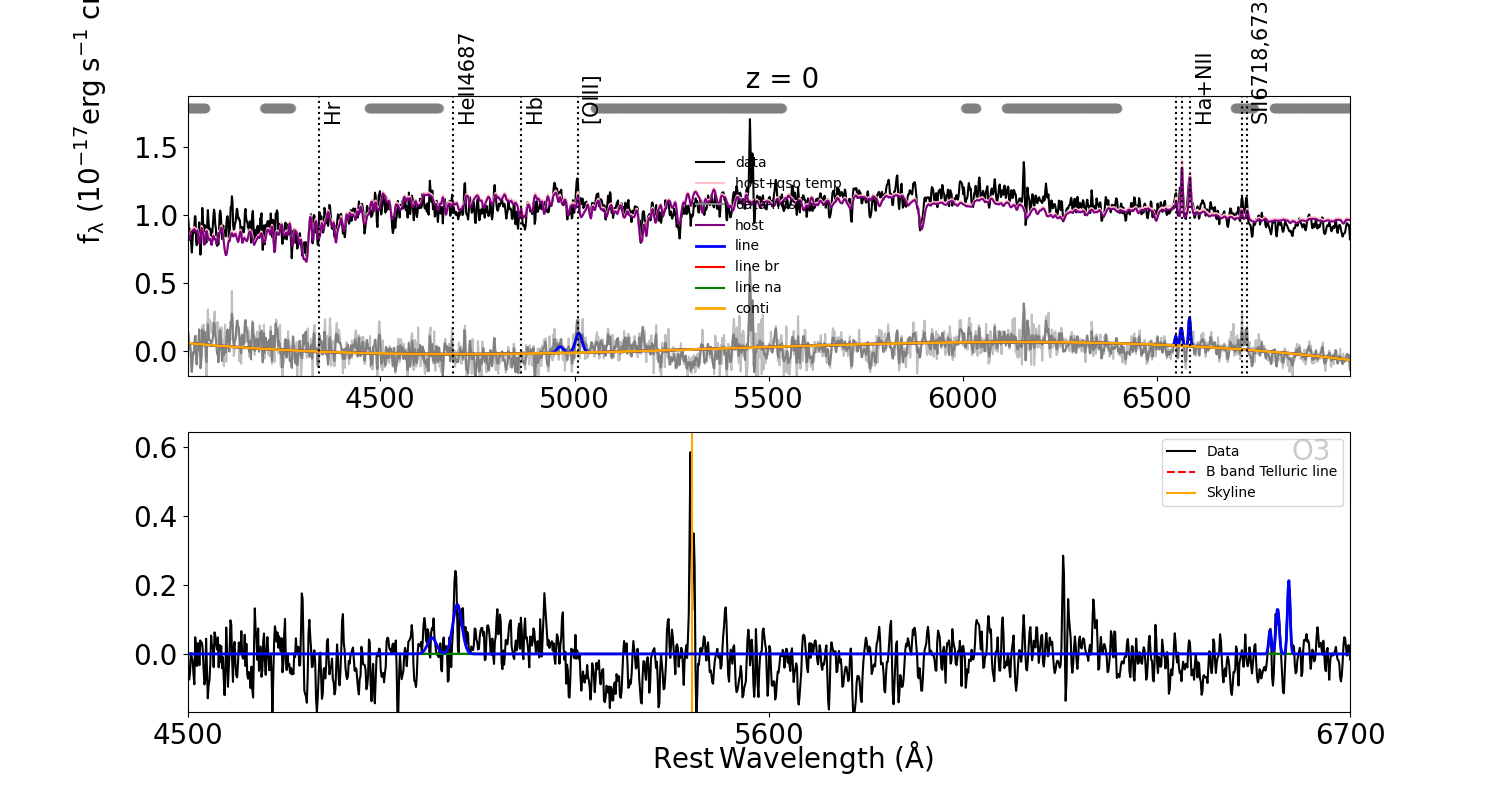 z = 0
f_λ (10^−17 erg s^−1 c
Hr
HeII4687
Hb
[OIII]
Ha+NII
SII6718,673
1.5
1.0
0.5
0.0
data
host+qso temp
host
line
line br
line na
conti
4500 5000 5500 6000 6500
0.6
0.4
0.2
0.0
O3
Data
B band Telluric line
Skyline
4500 5600 6700
Rest Wavelength (Å)